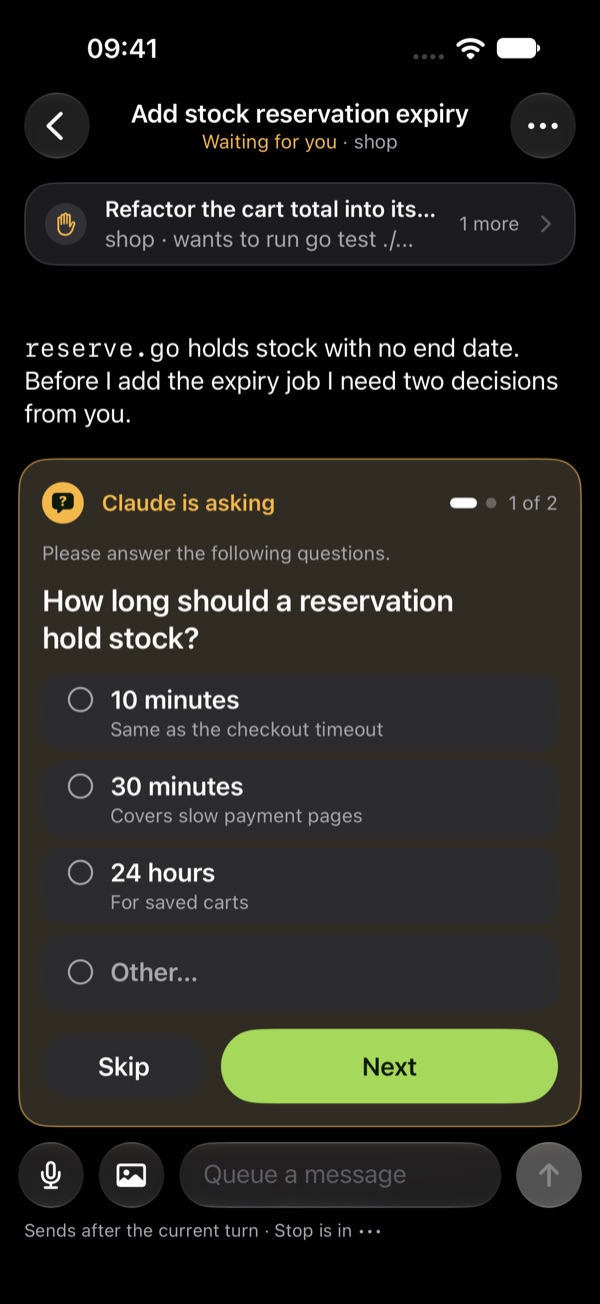 09:41
Add stock reservation expiry
Waiting for you · shop
Refactor the cart total into its...
shop · wants to run go test ./...
1 more
reserve.go holds stock with no end date.
Before I add the expiry job I need two decisions
from you.
Claude is asking
1 of 2
Please answer the following questions.
How long should a reservation
hold stock?
10 minutes
Same as the checkout timeout
30 minutes
Covers slow payment pages
24 hours
For saved carts
Other...
Skip
Next
Queue a message
Sends after the current turn · Stop is in •••